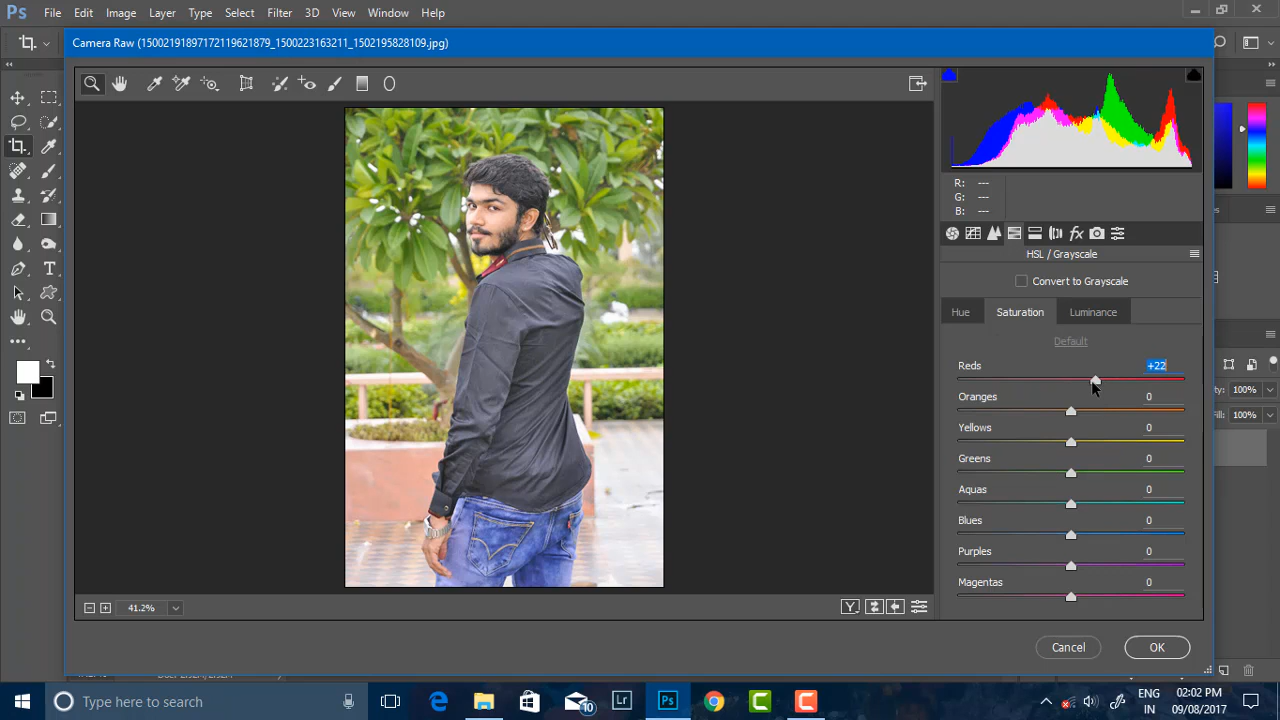 Ps File Edit Image Layer Type Select Filter 3D View Window Help
Camera Raw (15002191897172119621879_1500223163211_1502195828109.jpg)
R: ---
G: ---
B: ---
HSL / Grayscale
Convert to Grayscale
Hue Saturation Luminance
Default
Reds +22
Oranges 0
Yellows 0
Greens 0
Aquas 0
Blues 0
Purples 0
Magentas 0
100%
100%
41.2%
Y
Cancel OK
Type here to search
10
Lr
Ps
ENG
IN
02:02 PM
09/08/2017